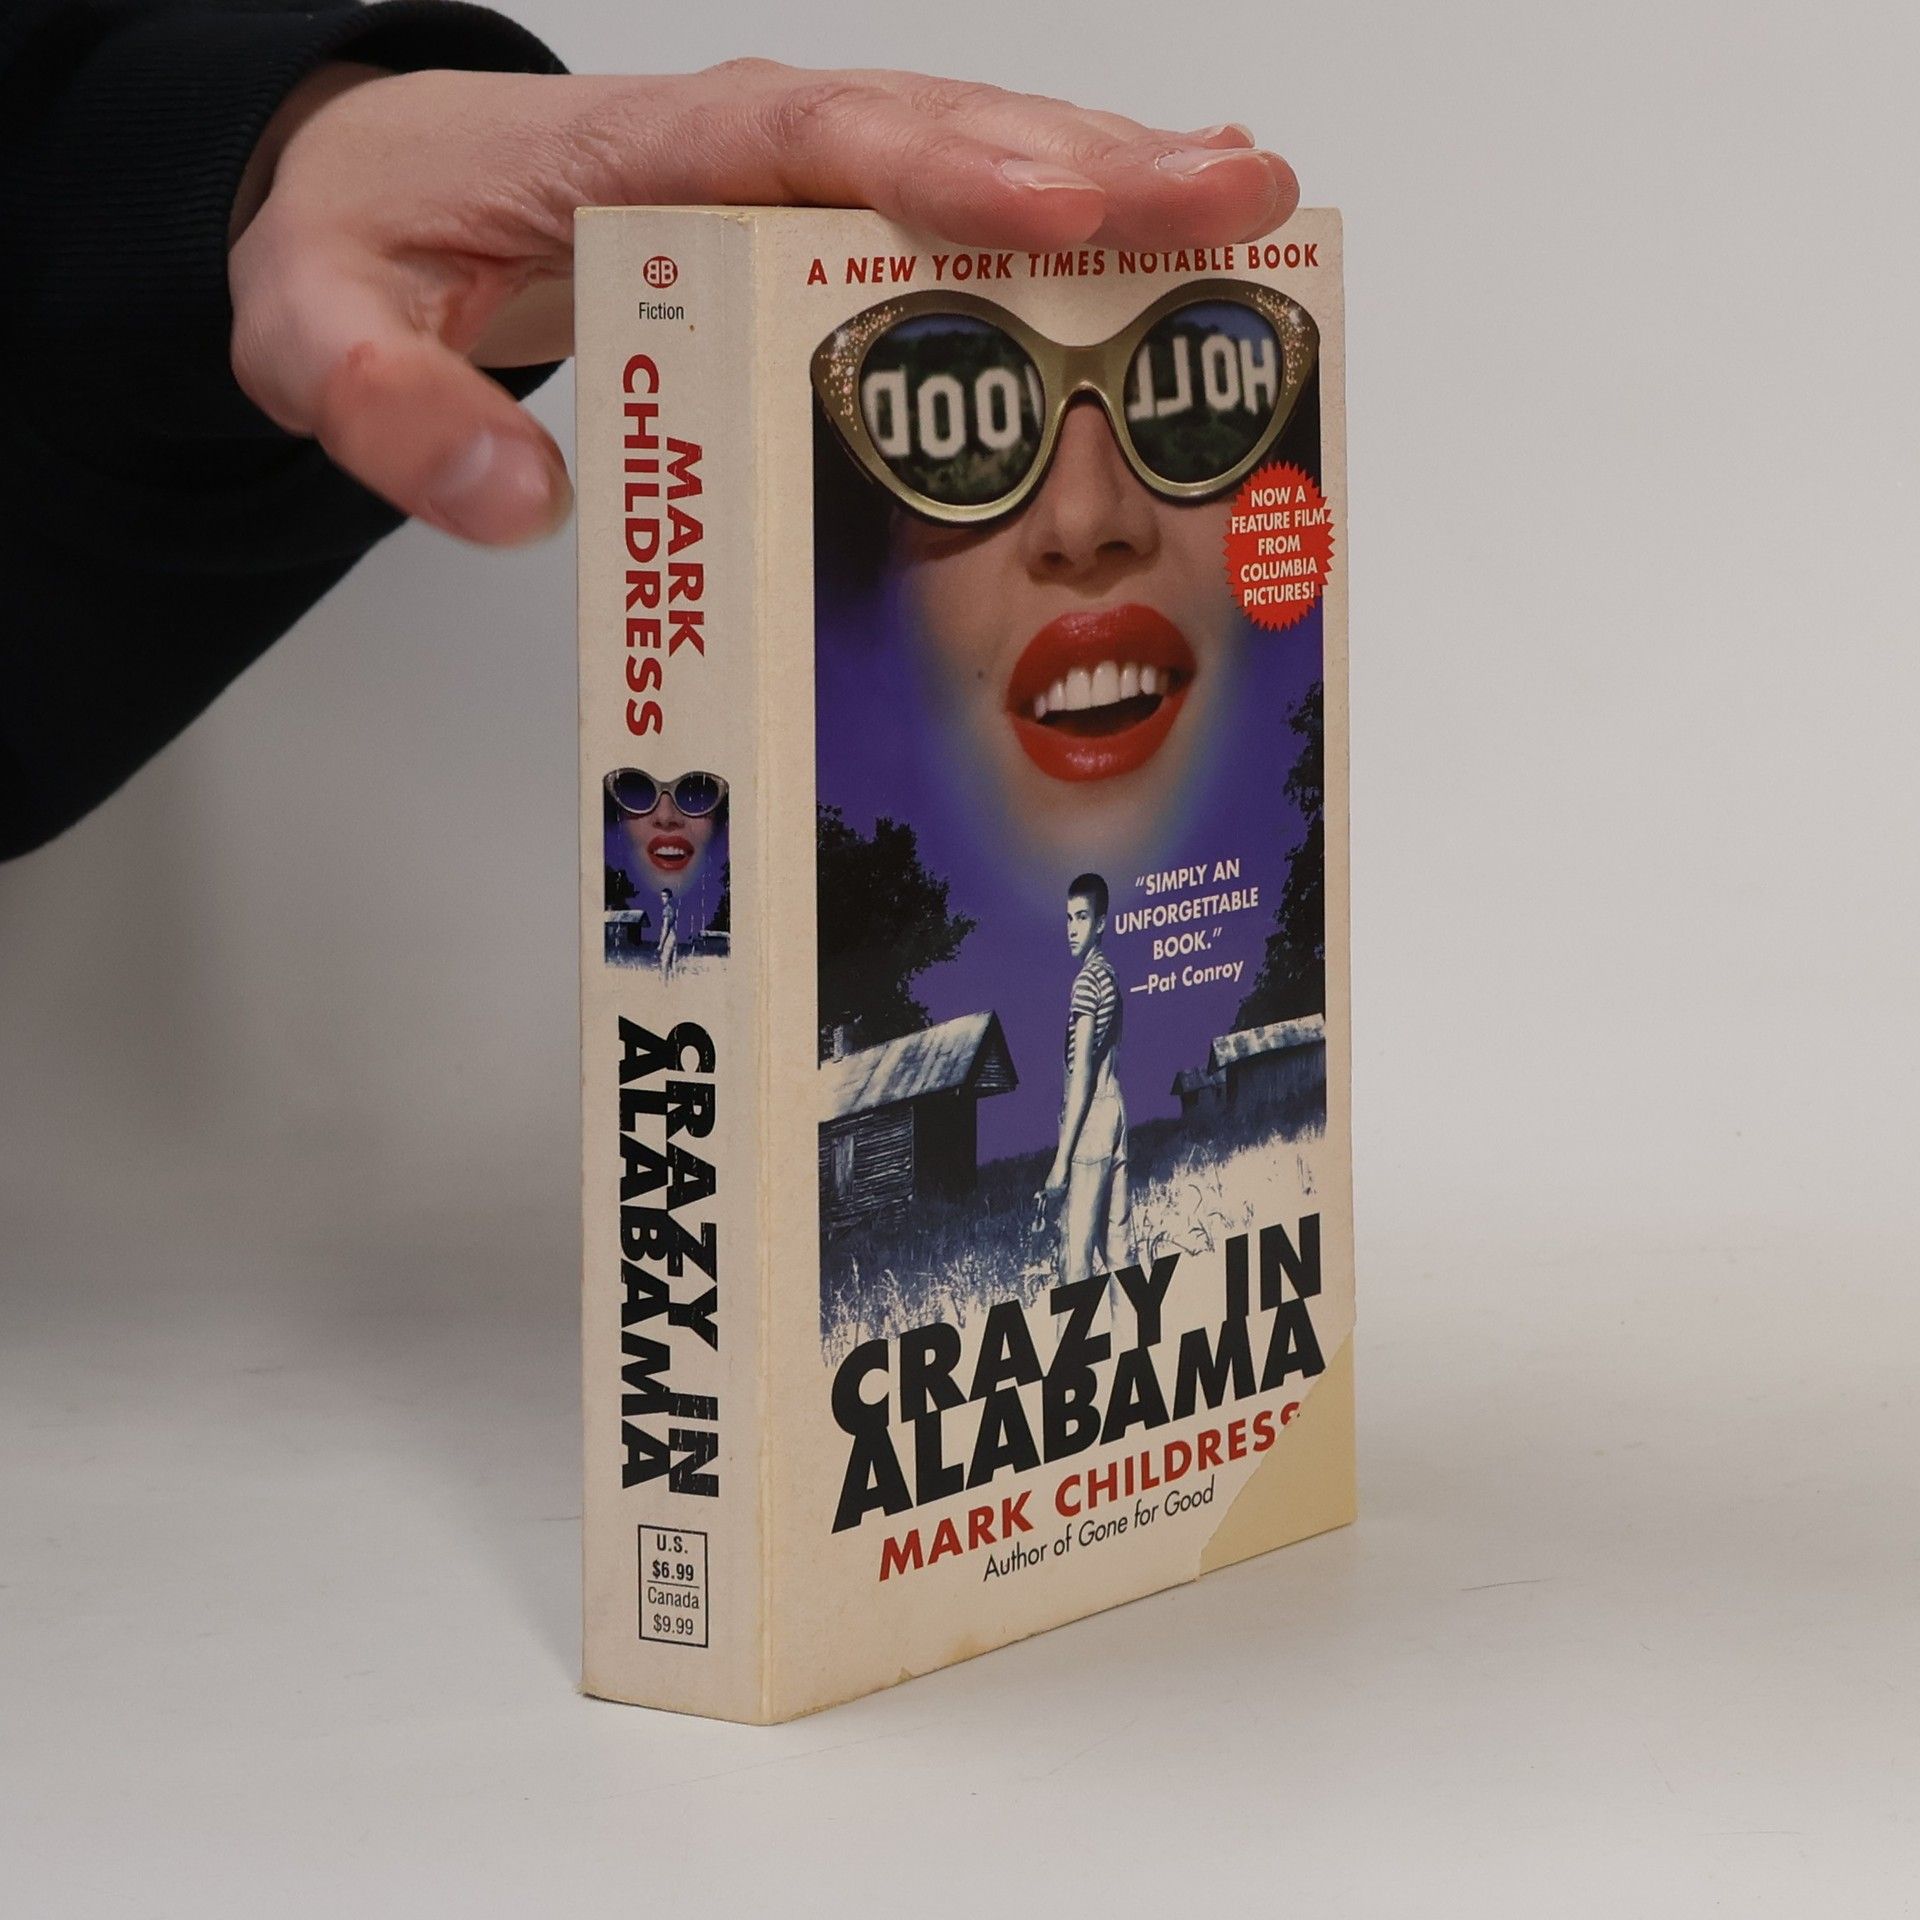 BB
Fiction
MARK
CHILDRESS
CRAZY IN
ALABAMA
U.S.
$6.99
Canada
$9.99
A NEW YORK TIMES NOTABLE BOOK
OOD
HOLL
NOW A
FEATURE FILM
FROM
COLUMBIA
PICTURES!
"SIMPLY AN
UNFORGETTABLE
BOOK."
—Pat Conroy
CRAZY IN
ALABAMA
MARK CHILDRESS
Author of Gone for Good